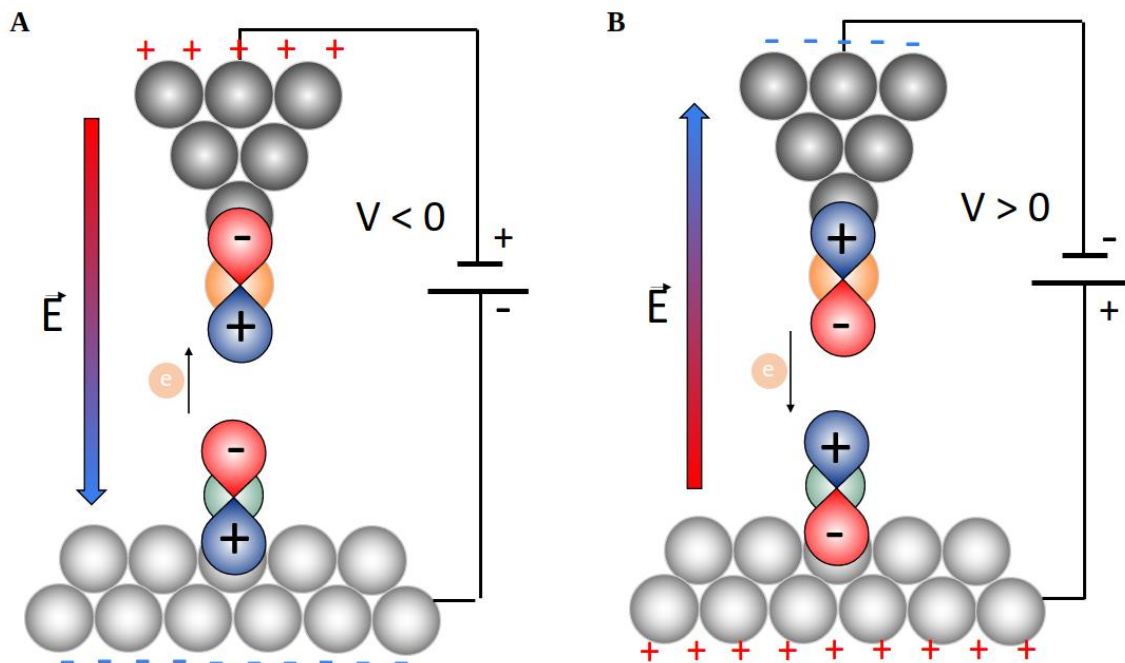 A
+ + + + +
-
V < 0
+
-
+
E
e
-
+
- - - - - - - - -
B
- - - - -
+
V > 0
-
+
-
E
e
+
-
+ + + + + + + + +